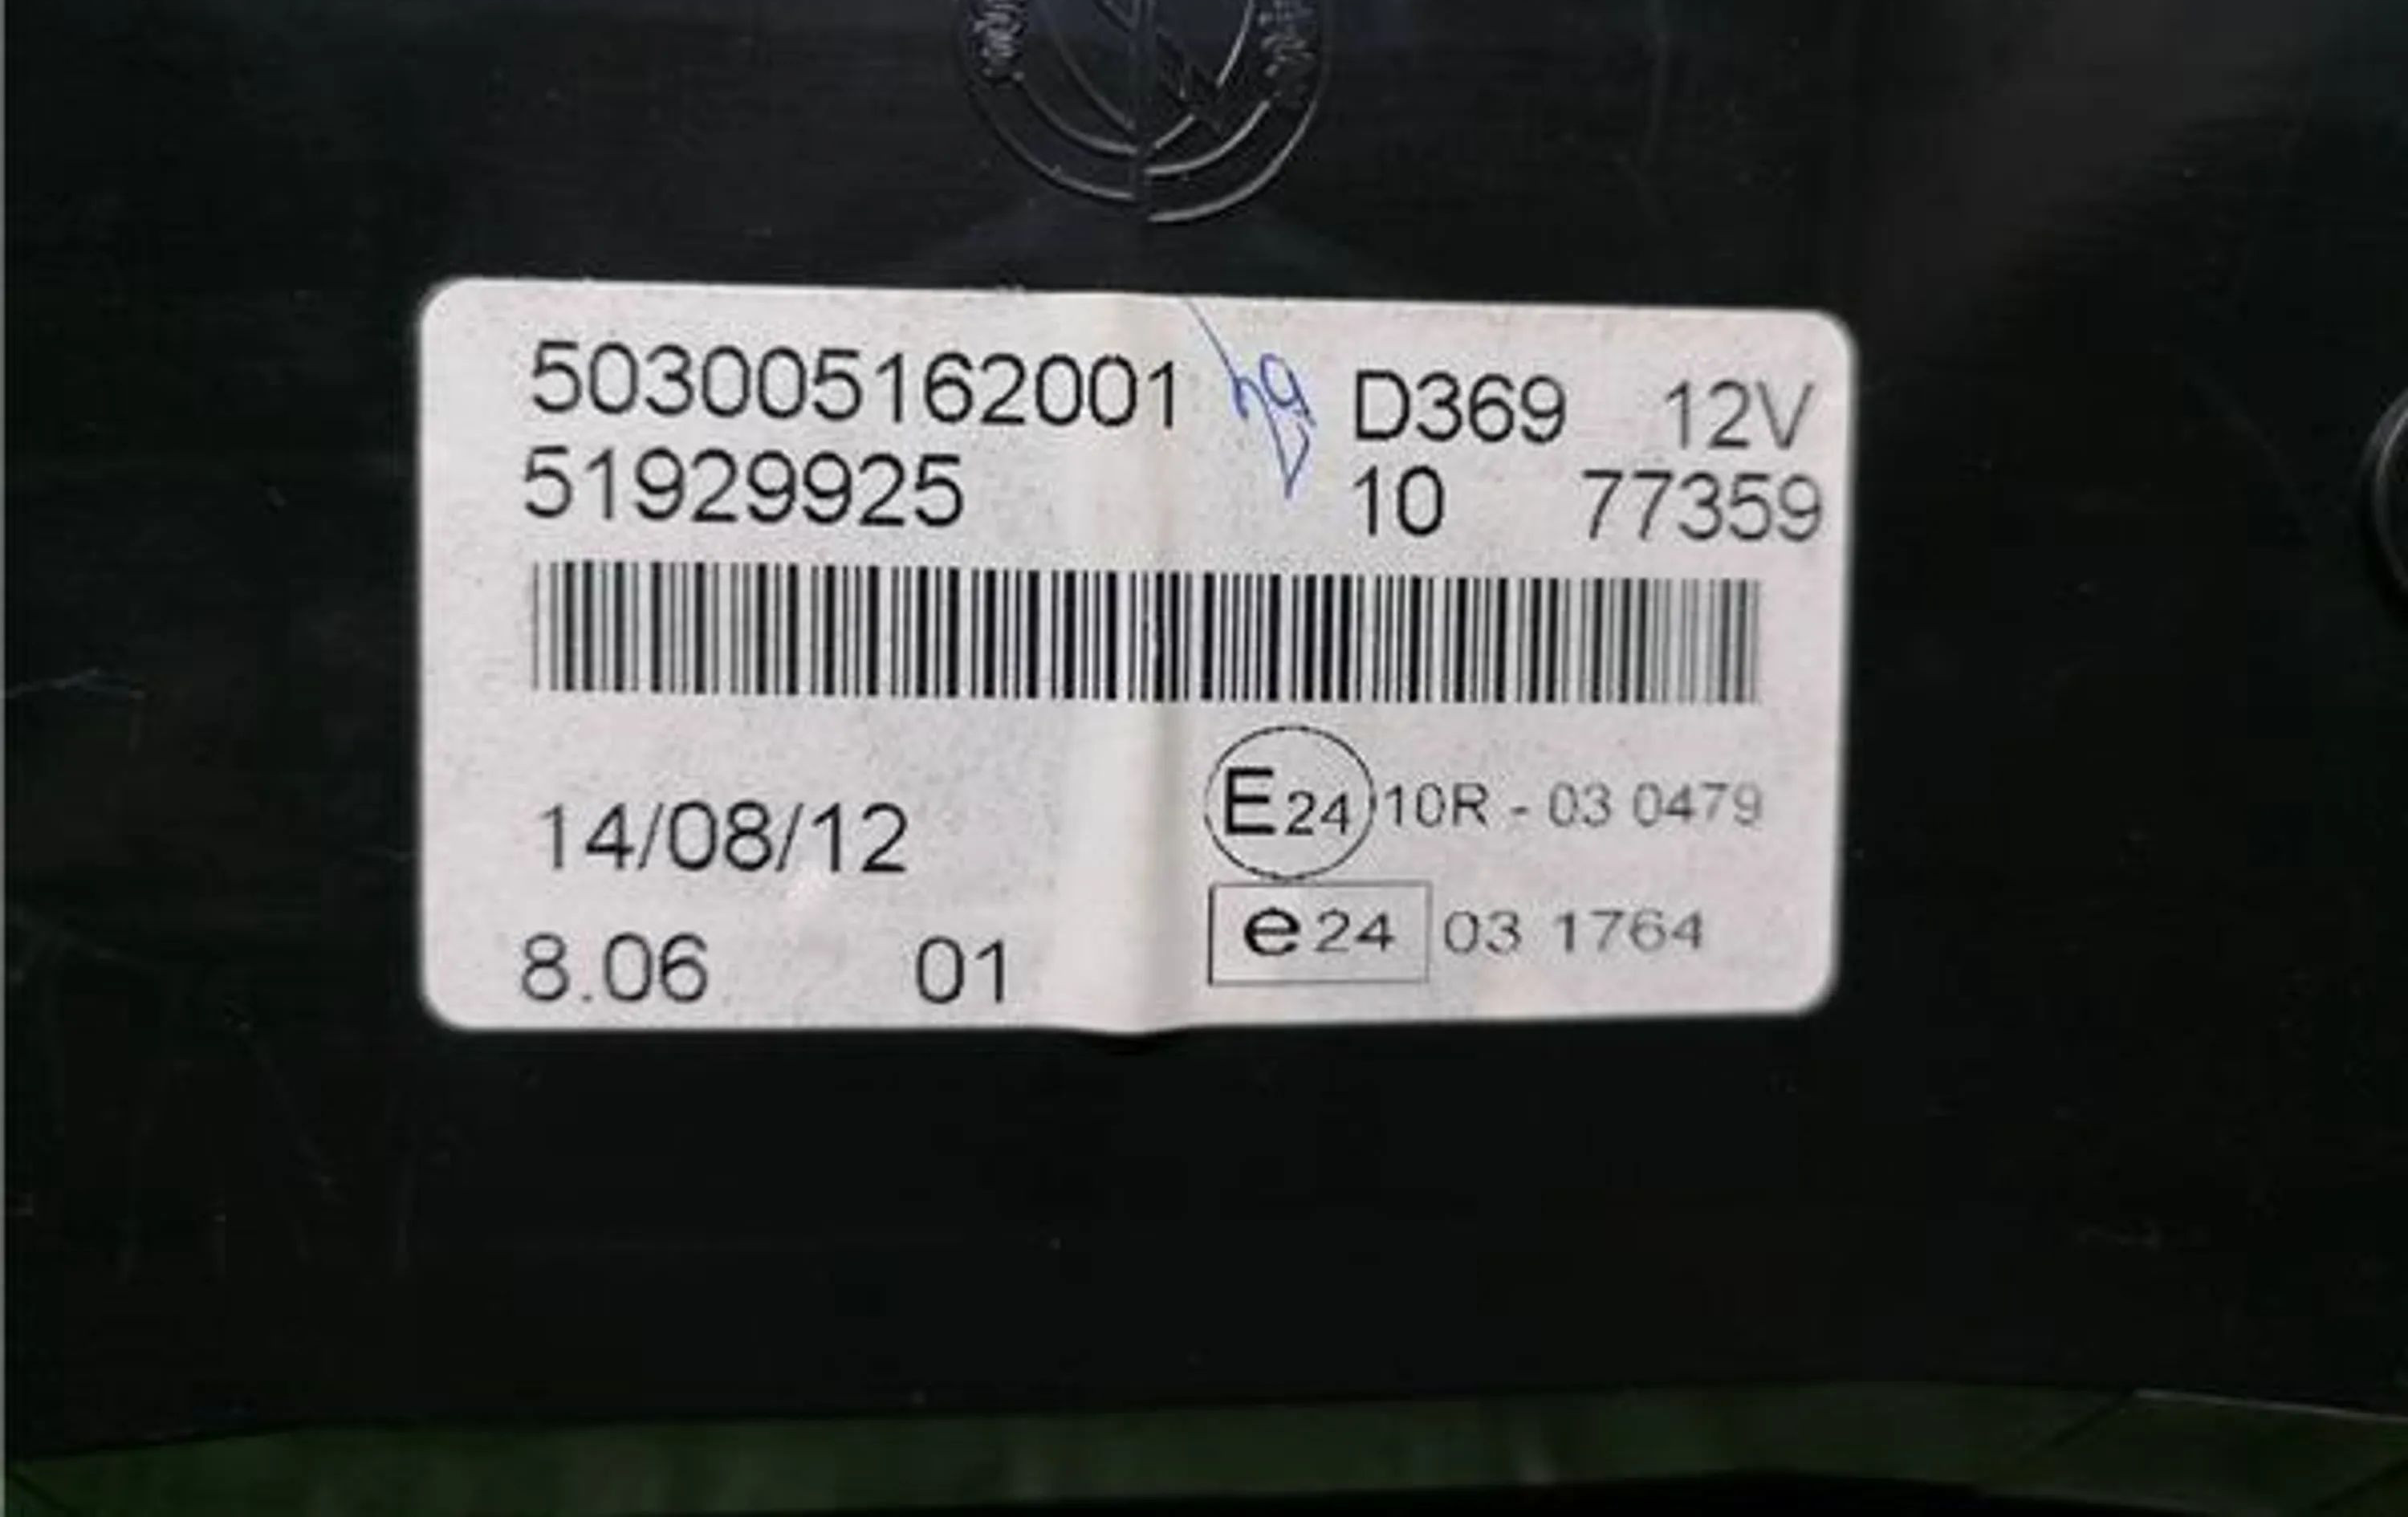 503005162001 D369 12V
51929925 10 77359
14/08/12
E24 10R - 03 0479
e24 03 1764
8.06 01